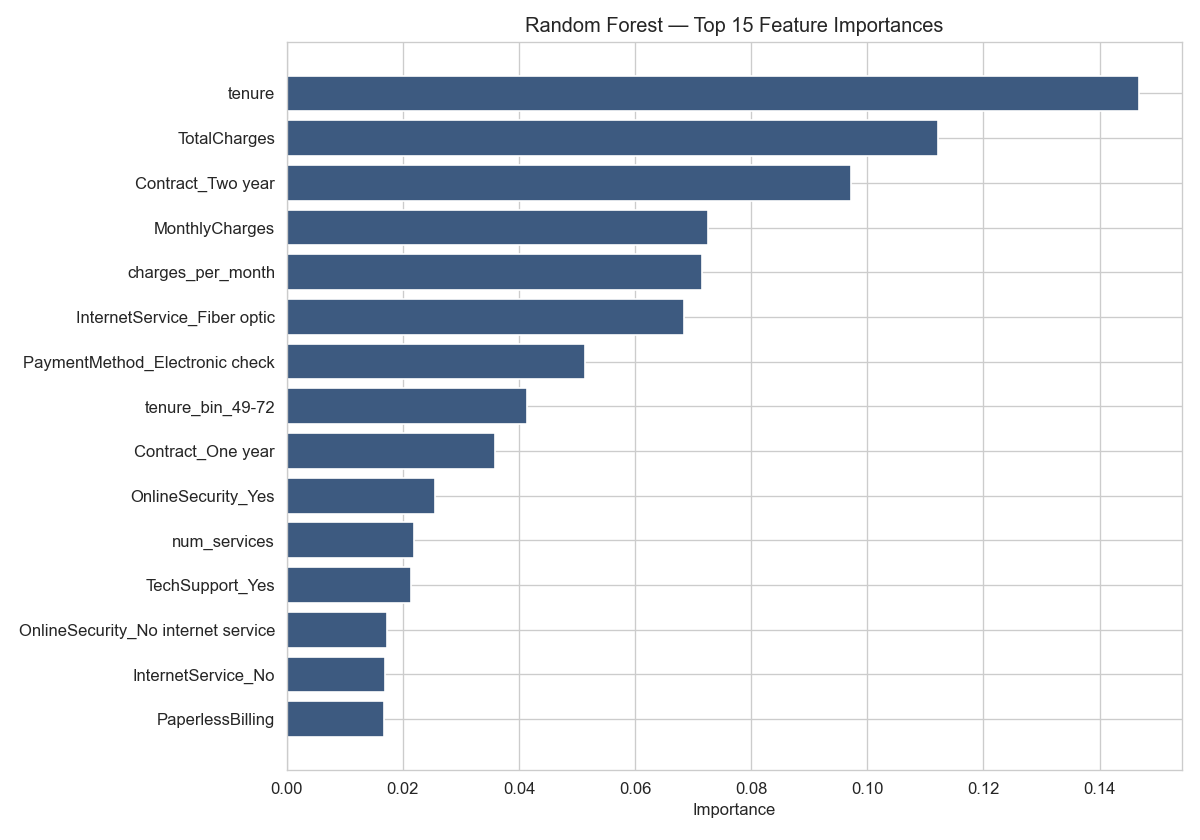 Random Forest — Top 15 Feature Importances
tenure
TotalCharges
Contract_Two year
MonthlyCharges
charges_per_month
InternetService_Fiber optic
PaymentMethod_Electronic check
tenure_bin_49-72
Contract_One year
OnlineSecurity_Yes
num_services
TechSupport_Yes
OnlineSecurity_No internet service
InternetService_No
PaperlessBilling
0.00 0.02 0.04 0.06 0.08 0.10 0.12 0.14
Importance